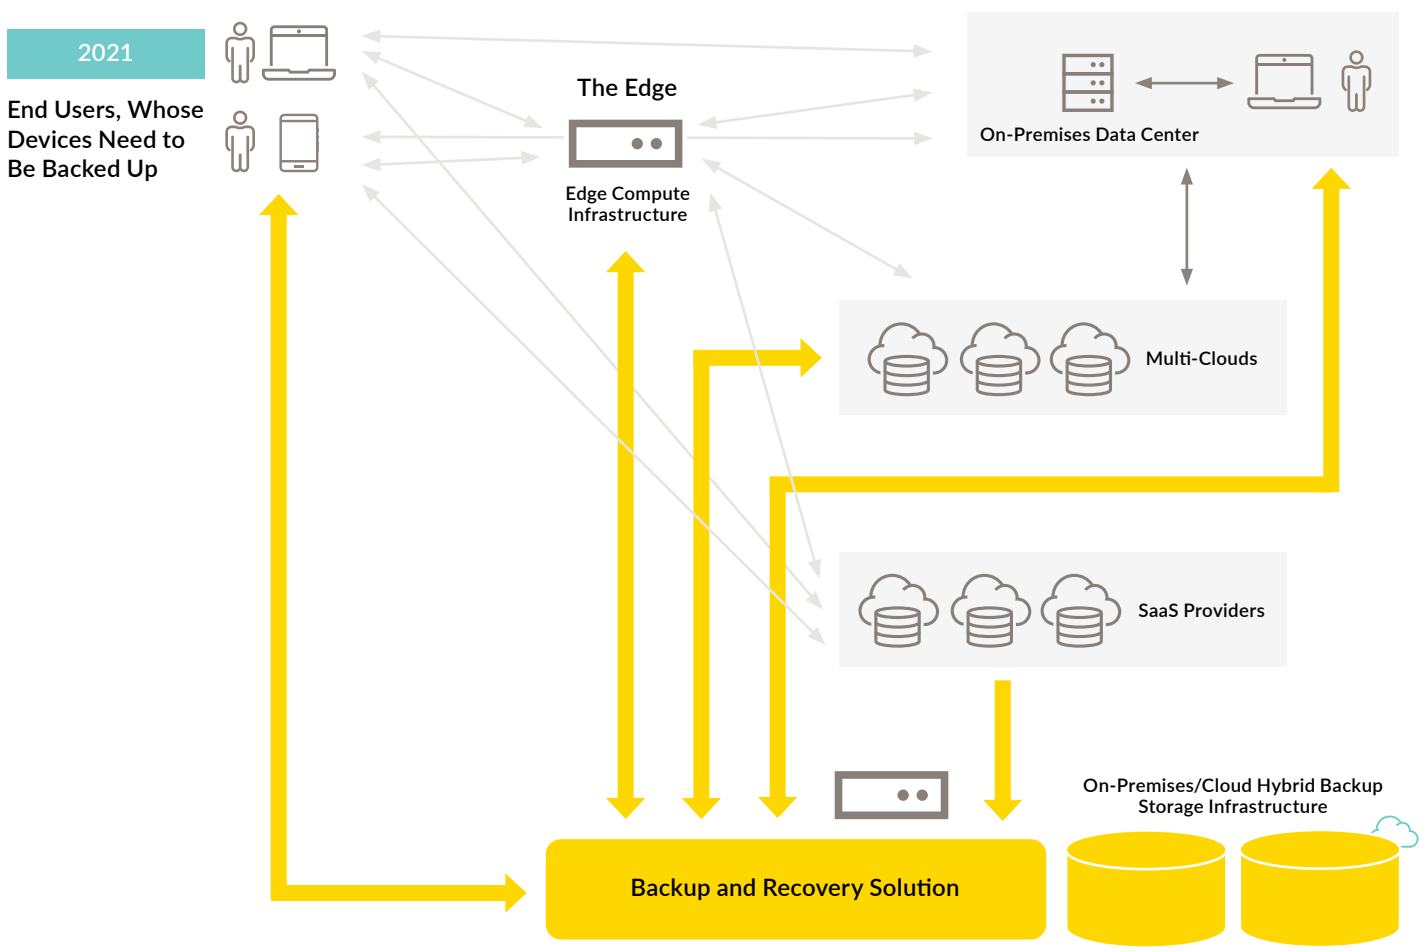 2021
End Users, Whose
Devices Need to
Be Backed Up
The Edge
Edge Compute
Infrastructure
On-Premises Data Center
Multi-Clouds
SaaS Providers
On-Premises/Cloud Hybrid Backup
Storage Infrastructure
Backup and Recovery Solution